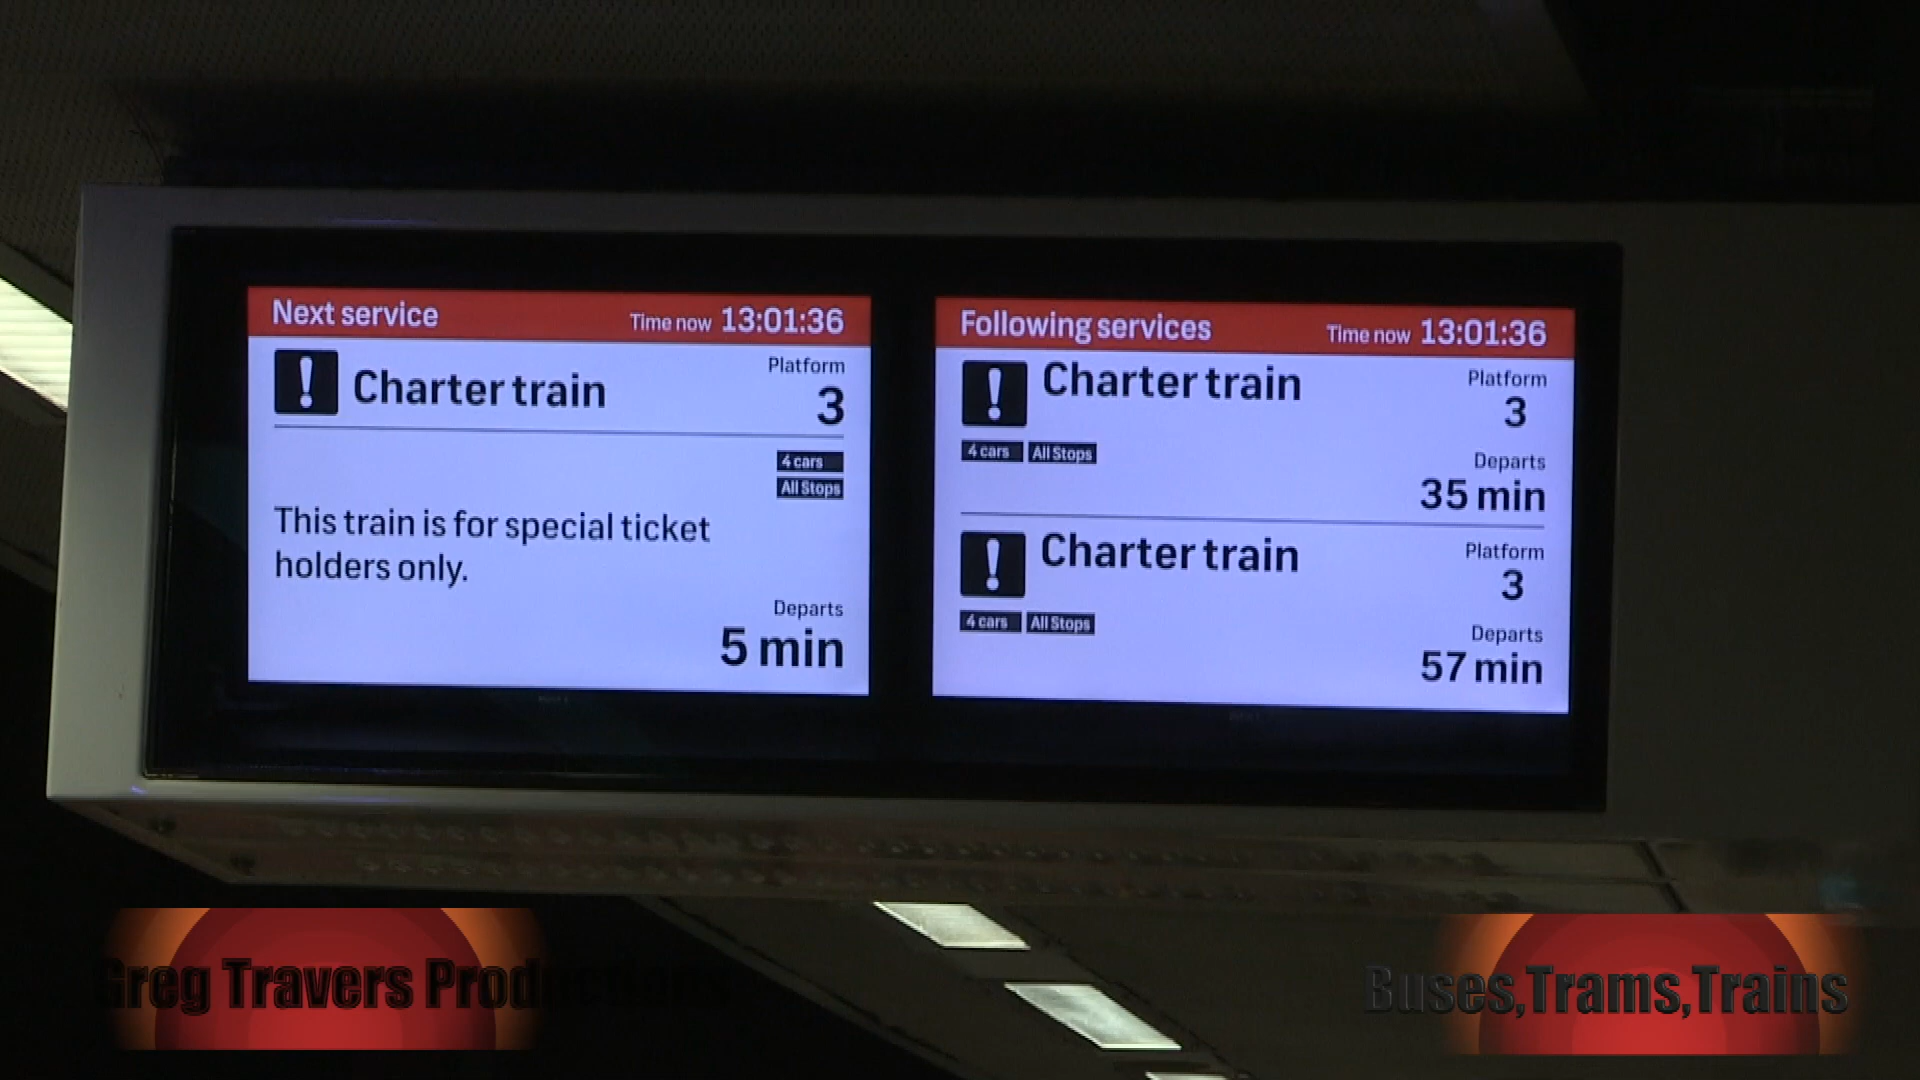 Next service
Time now 13:01:36
! Charter train
Platform
3
4 cars
All Stops
This train is for special ticket
holders only.
Departs
5 min
Following services
Time now 13:01:36
! Charter train
Platform
3
4 cars All Stops
Departs
35 min
! Charter train
Platform
3
4 cars All Stops
Departs
57 min
Greg Travers Productions
Buses,Trams,Trains